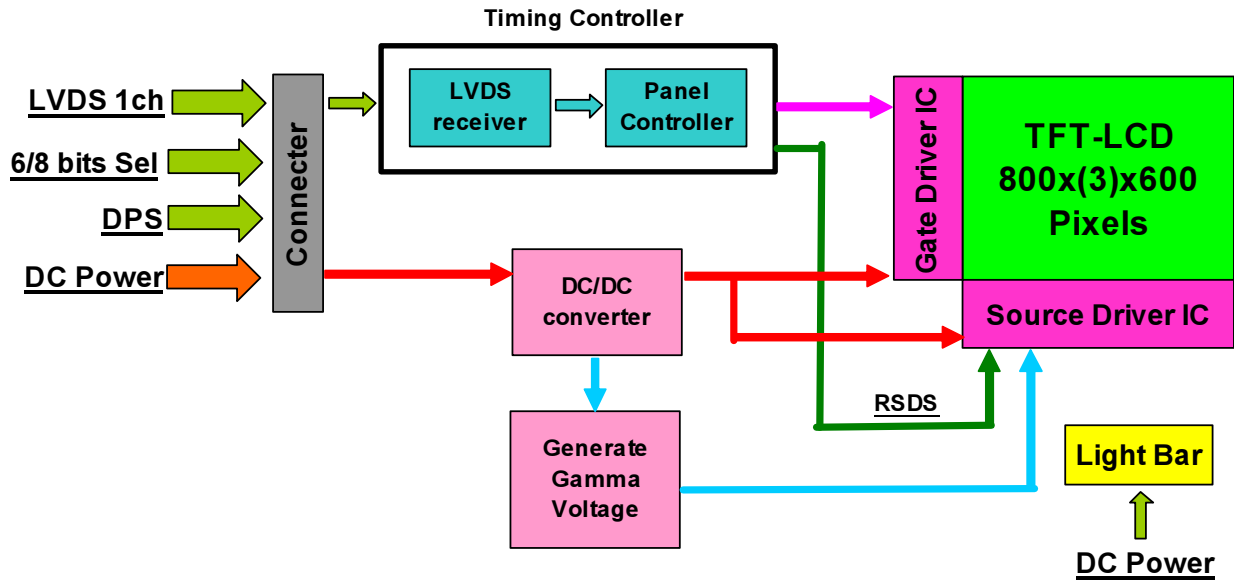 Timing Controller
LVDS 1ch
6/8 bits Sel
DPS
DC Power
Connecter
LVDS
receiver
Panel
Controller
Gate Driver IC
TFT-LCD
800x(3)x600
Pixels
Source Driver IC
DC/DC
converter
RSDS
Generate
Gamma
Voltage
Light Bar
DC Power